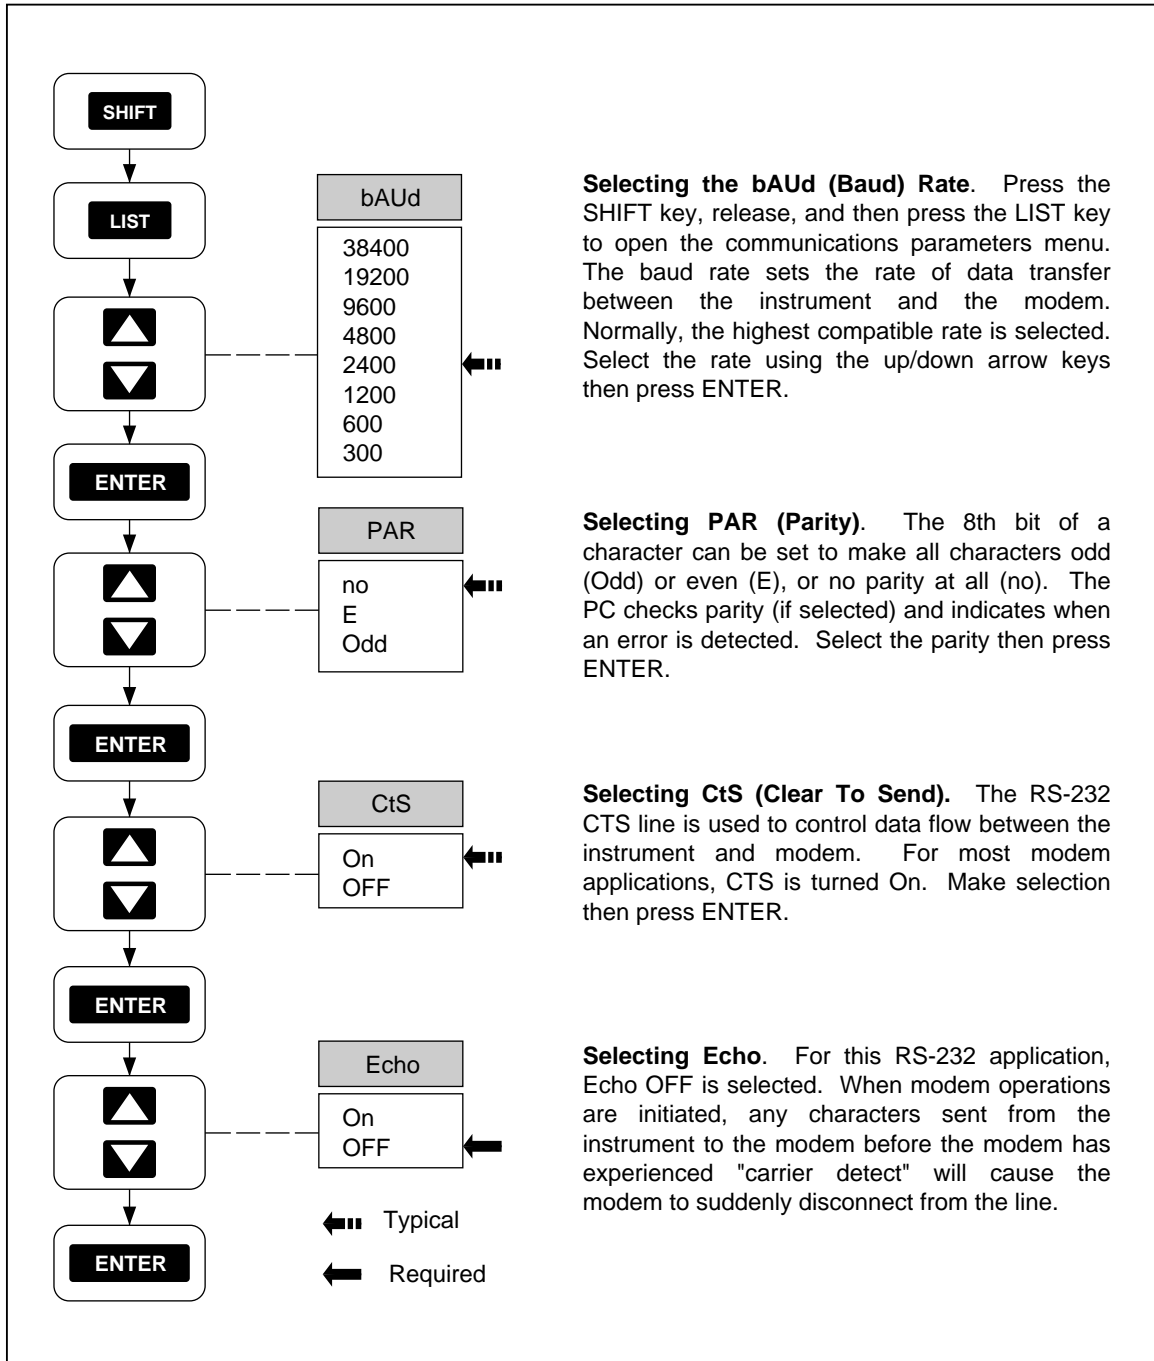 SHIFT
LIST
bAUd
38400
19200
9600
4800
2400
1200
600
300
Selecting the bAUd (Baud) Rate. Press the
SHIFT key, release, and then press the LIST key
to open the communications parameters menu.
The baud rate sets the rate of data transfer
between the instrument and the modem.
Normally, the highest compatible rate is selected.
Select the rate using the up/down arrow keys
then press ENTER.
ENTER
PAR
no
E
Odd
Selecting PAR (Parity). The 8th bit of a
character can be set to make all characters odd
(Odd) or even (E), or no parity at all (no). The
PC checks parity (if selected) and indicates when
an error is detected. Select the parity then press
ENTER.
ENTER
CtS
On
OFF
Selecting CtS (Clear To Send). The RS-232
CTS line is used to control data flow between the
instrument and modem. For most modem
applications, CTS is turned On. Make selection
then press ENTER.
ENTER
Echo
On
OFF
Selecting Echo. For this RS-232 application,
Echo OFF is selected. When modem operations
are initiated, any characters sent from the
instrument to the modem before the modem has
experienced "carrier detect" will cause the
modem to suddenly disconnect from the line.
ENTER
Typical
Required